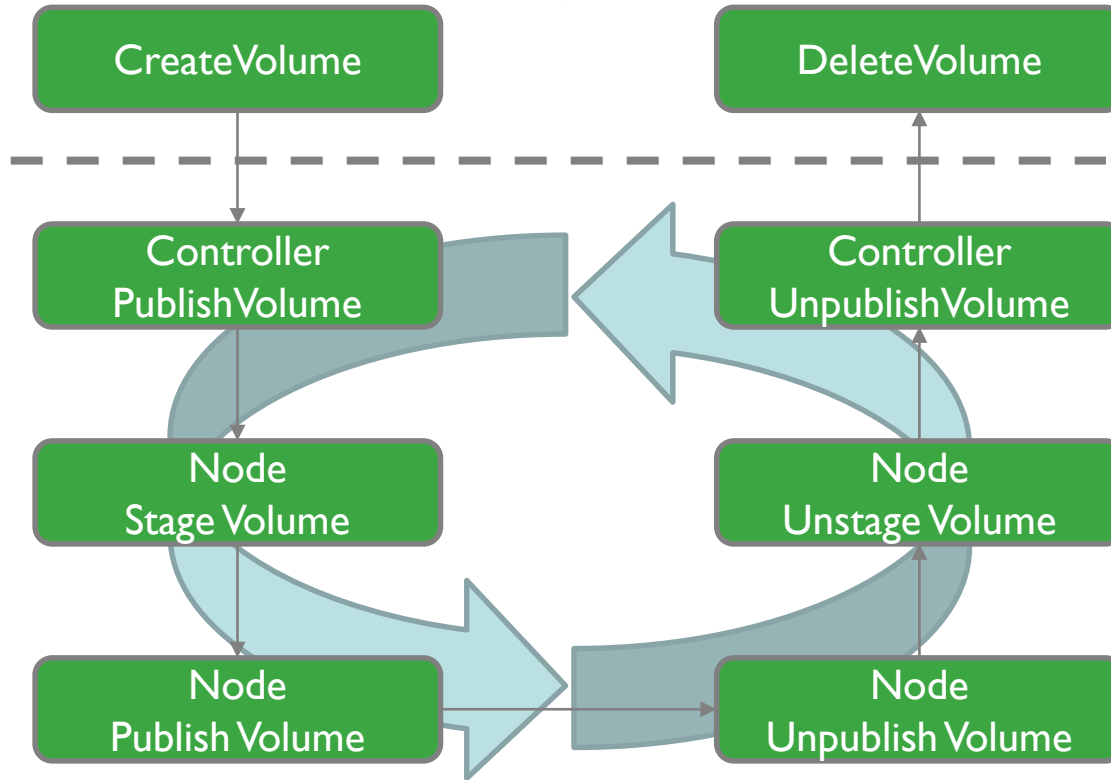 CreateVolume
DeleteVolume
Controller
PublishVolume
Controller
UnpublishVolume
Node
Stage Volume
Node
Unstage Volume
Node
Publish Volume
Node
Unpublish Volume